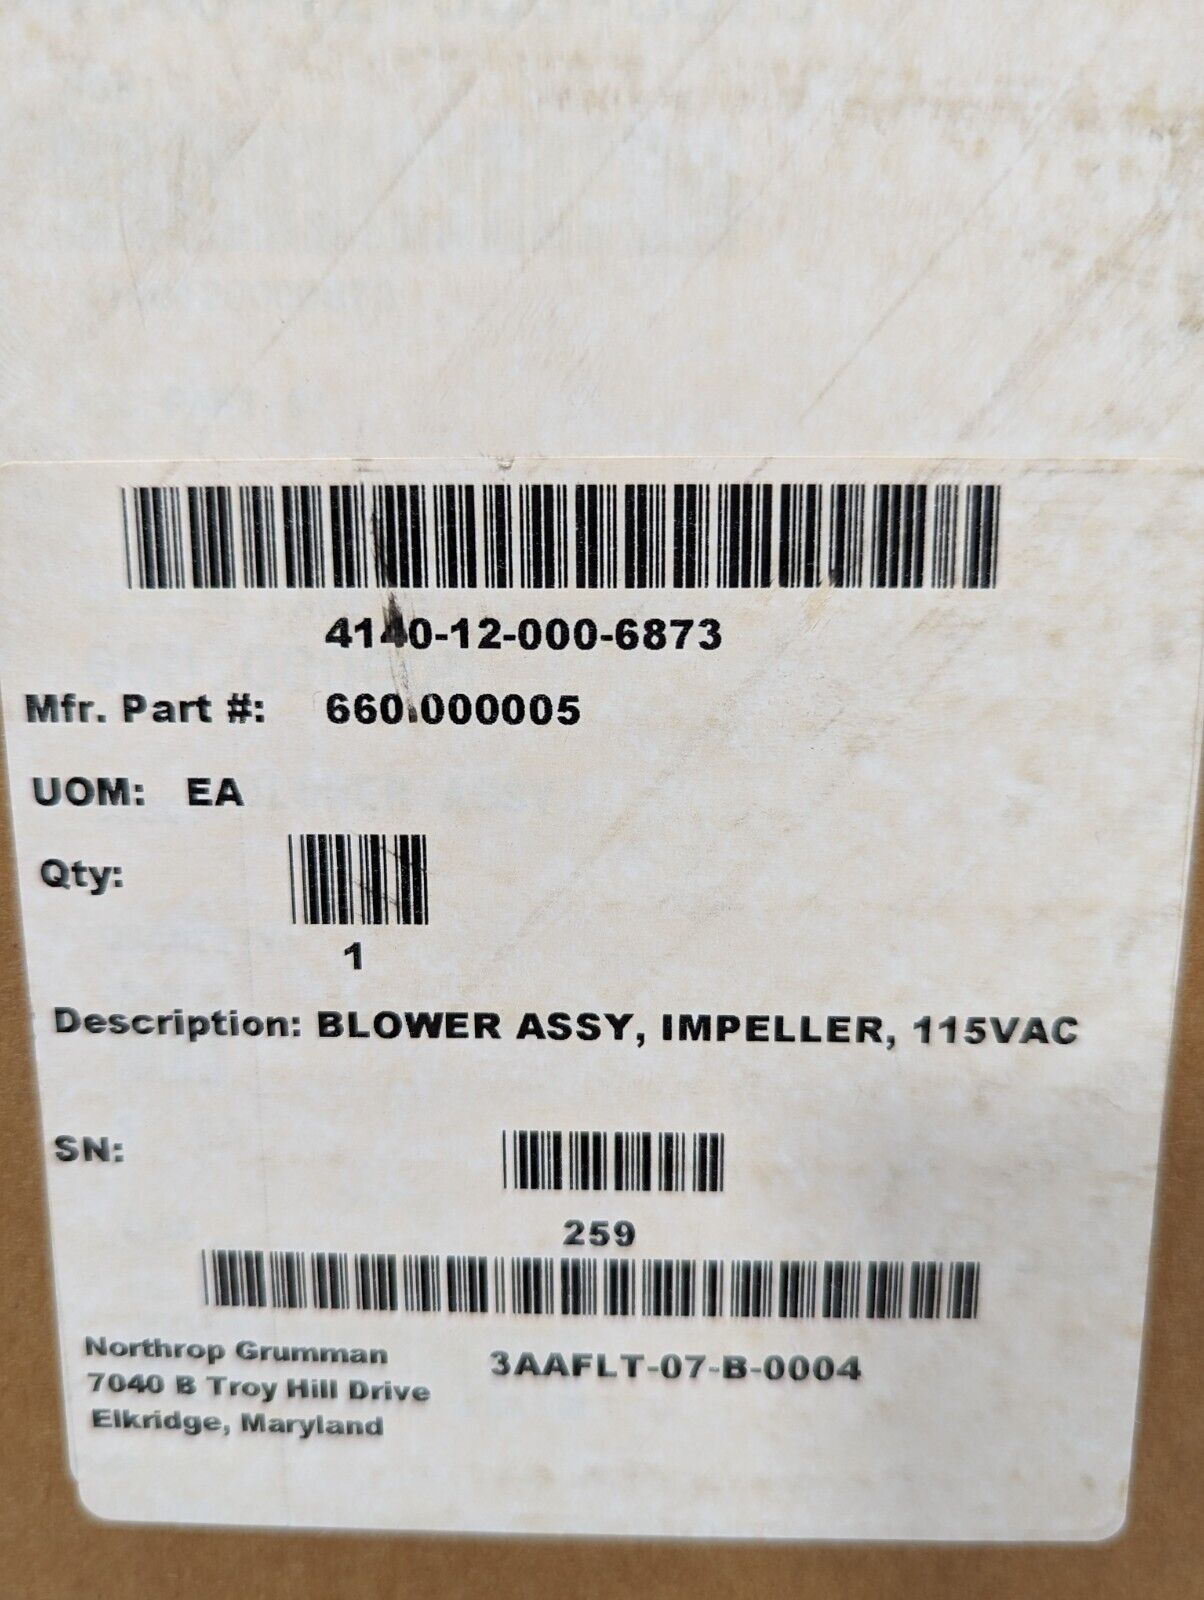 4140-12-000-6873
Mfr. Part #: 660.000005
UOM: EA
Qty:
1
Description: BLOWER ASSY, IMPELLER, 115VAC
SN:
259
Northrop Grumman
7040 B Troy Hill Drive
Elkridge, Maryland
3AAFLT-07-B-0004